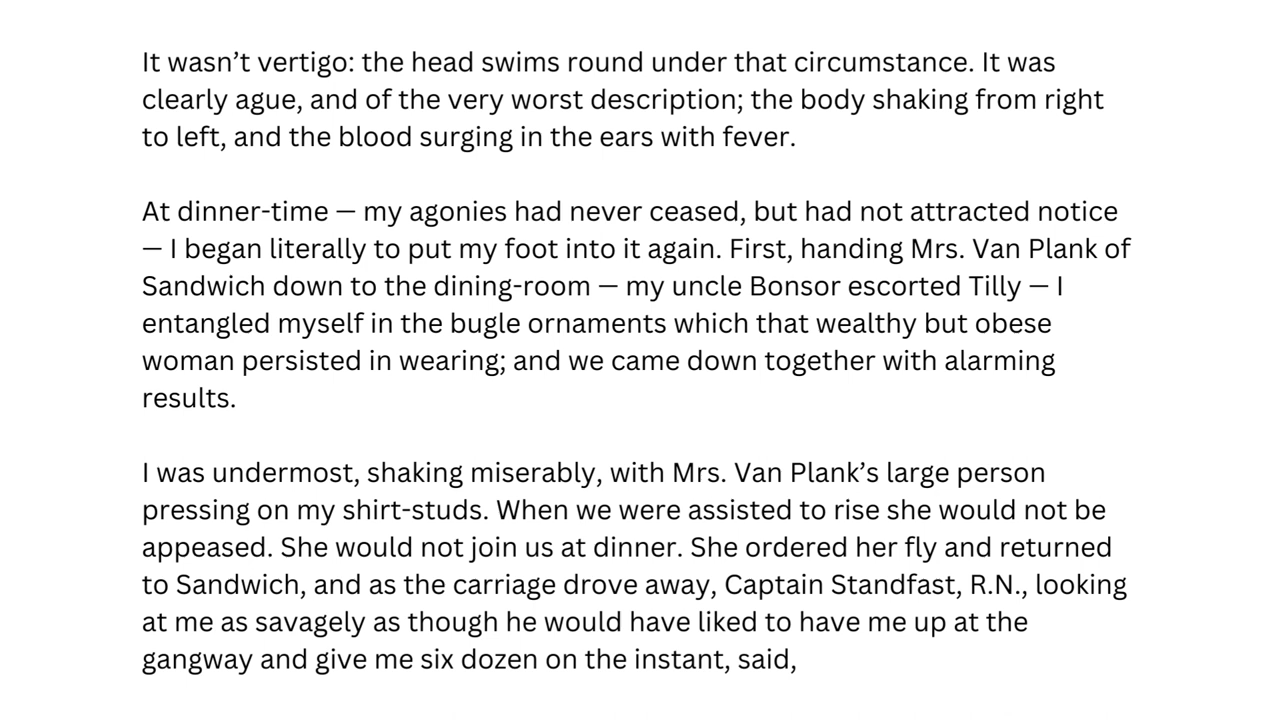 It wasn’t vertigo: the head swims round under that circumstance. It was
clearly ague, and of the very worst description; the body shaking from right
to left, and the blood surging in the ears with fever.
At dinner-time — my agonies had never ceased, but had not attracted notice
— I began literally to put my foot into it again. First, handing Mrs. Van Plank of
Sandwich down to the dining-room — my uncle Bonsor escorted Tilly — I
entangled myself in the bugle ornaments which that wealthy but obese
woman persisted in wearing; and we came down together with alarming
results.
I was undermost, shaking miserably, with Mrs. Van Plank’s large person
pressing on my shirt-studs. When we were assisted to rise she would not be
appeased. She would not join us at dinner. She ordered her fly and returned
to Sandwich, and as the carriage drove away, Captain Standfast, R.N., looking
at me as savagely as though he would have liked to have me up at the
gangway and give me six dozen on the instant, said,